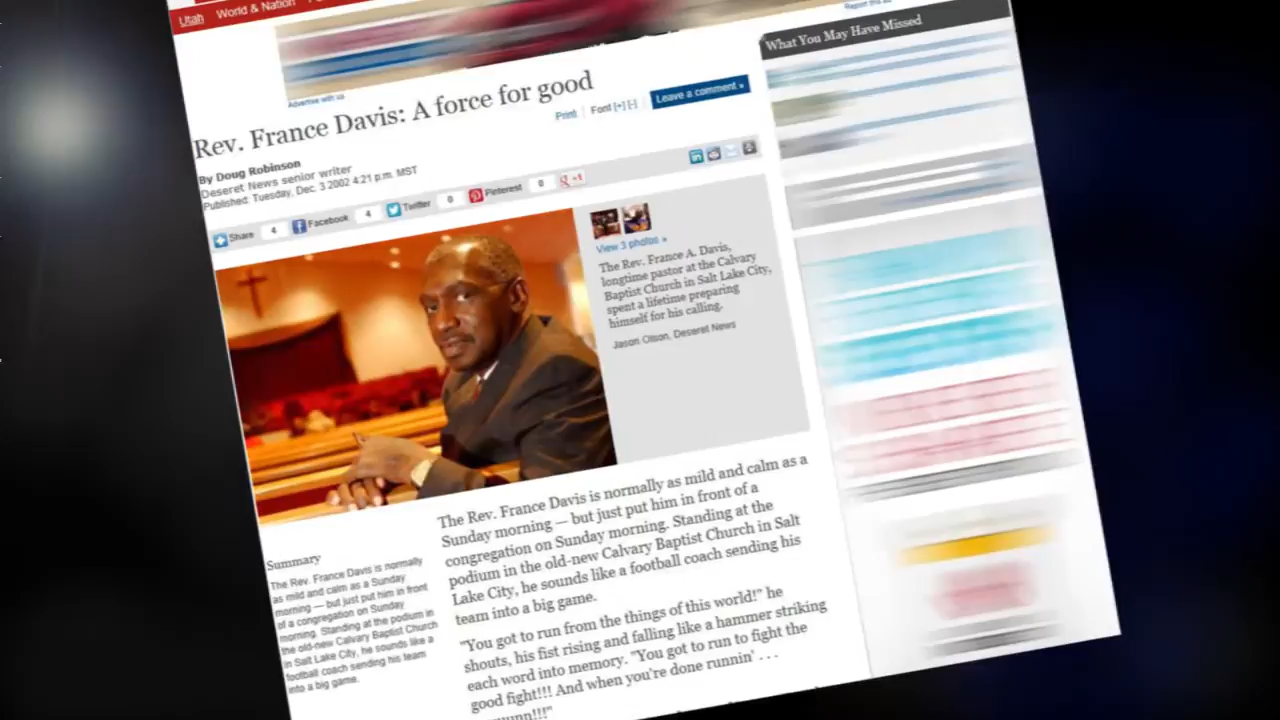 Utah World & Nation
Report this ad
What You May Have Missed
Advertise with us
Rev. France Davis: A force for good
Print Font [+] [-] Leave a comment »
By Doug Robinson
Deseret News senior writer
Published: Tuesday, Dec. 3 2002 4:21 p.m. MST
Share 4 Facebook 4 Twitter 0 Pinterest 0 +1
View 3 photos »
The Rev. France A. Davis,
longtime pastor at the Calvary
Baptist Church in Salt Lake City,
spent a lifetime preparing
himself for his calling.
Jason Olson, Deseret News
The Rev. France Davis is normally as mild and calm as a
Sunday morning — but just put him in front of a
congregation on Sunday morning. Standing at the
podium in the old-new Calvary Baptist Church in Salt
Lake City, he sounds like a football coach sending his
team into a big game.
"You got to run from the things of this world!" he
shouts, his fist rising and falling like a hammer striking
each word into memory. "You got to run to fight the
good fight!!! And when you're done runnin' . . .
Summary
The Rev. France Davis is normally
as mild and calm as a Sunday
morning — but just put him in front
of a congregation on Sunday
morning. Standing at the podium in
the old-new Calvary Baptist Church
in Salt Lake City, he sounds like a
football coach sending his team
into a big game.